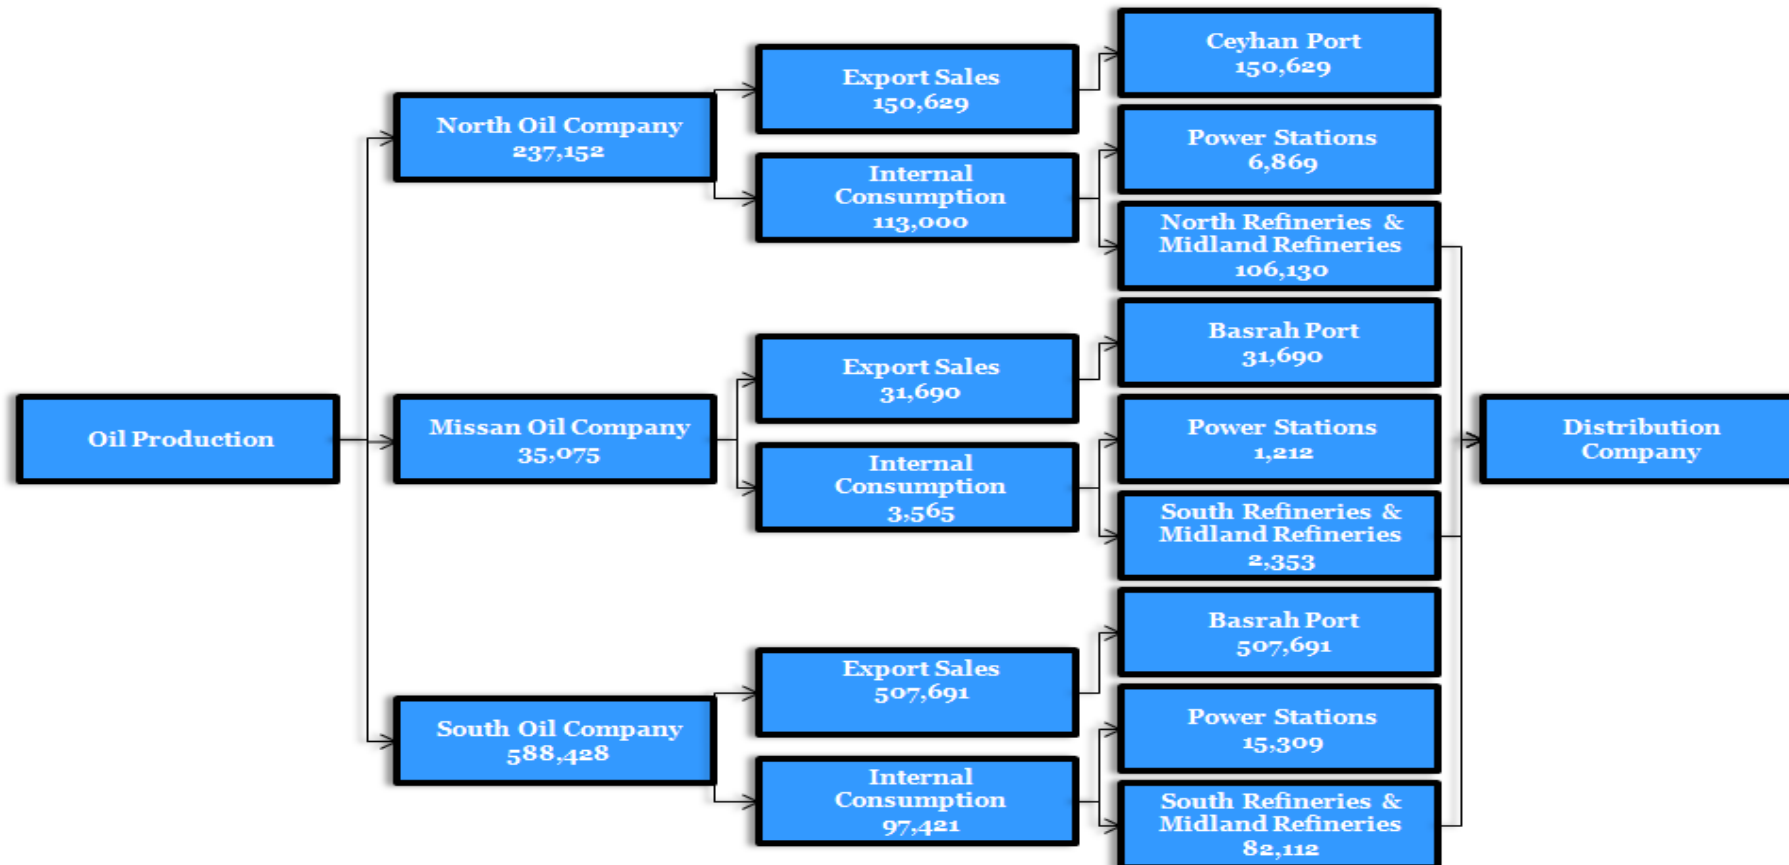 Oil Production
North Oil Company
237,152
Missan Oil Company
35,075
South Oil Company
588,428
Export Sales
150,629
Internal
Consumption
113,000
Export Sales
31,690
Internal
Consumption
3,565
Export Sales
507,691
Internal
Consumption
97,421
Ceyhan Port
150,629
Power Stations
6,869
North Refineries &
Midland Refineries
106,130
Basrah Port
31,690
Power Stations
1,212
South Refineries &
Midland Refineries
2,353
Basrah Port
507,691
Power Stations
15,309
South Refineries &
Midland Refineries
82,112
Distribution
Company